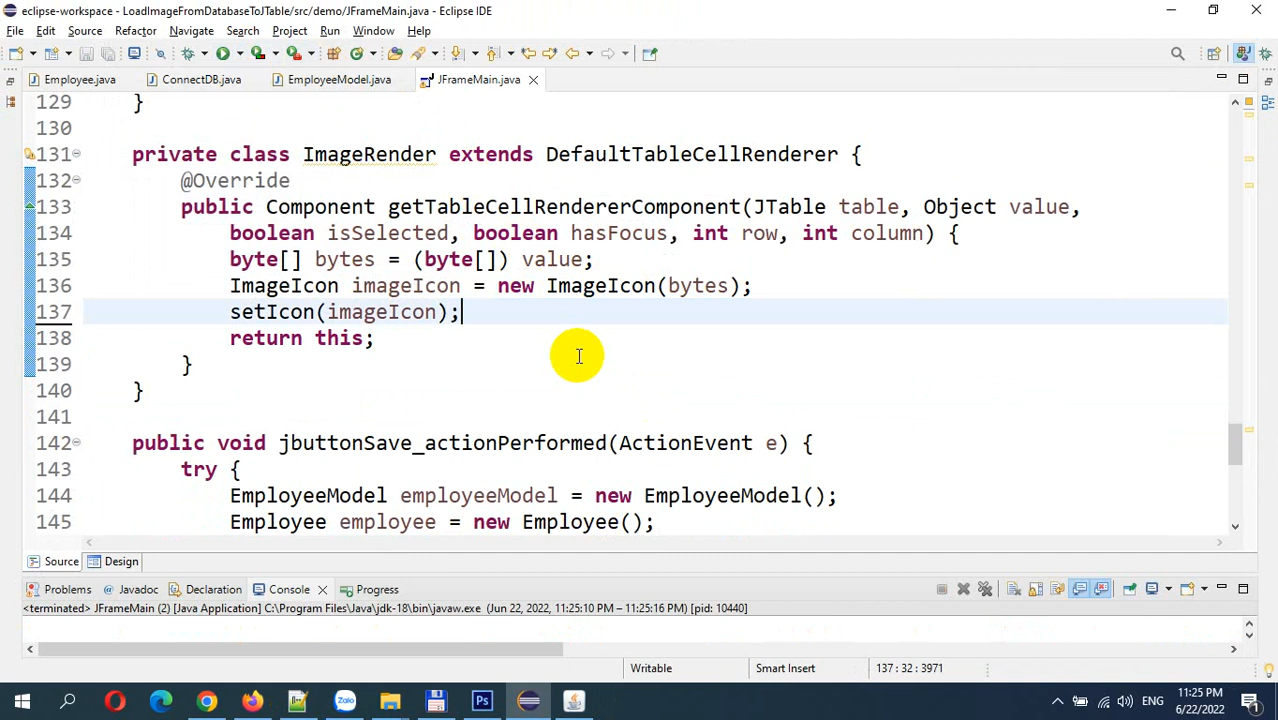 eclipse-workspace - LoadImageFromDatabaseToJTable/src/demo/JFrameMain.java - Eclipse IDE
File Edit Source Refactor Navigate Search Project Run Window Help
Employee.java ConnectDB.java EmployeeModel.java JFrameMain.java
129 }
130
131 private class ImageRender extends DefaultTableCellRenderer {
132 @Override
133 public Component getTableCellRendererComponent(JTable table, Object value,
134 boolean isSelected, boolean hasFocus, int row, int column) {
135 byte[] bytes = (byte[]) value;
136 ImageIcon imageIcon = new ImageIcon(bytes);
137 setIcon(imageIcon);
138 return this;
139 }
140 }
141
142 public void jbuttonSave_actionPerformed(ActionEvent e) {
143 try {
144 EmployeeModel employeeModel = new EmployeeModel();
145 Employee employee = new Employee();
Source Design
Problems Javadoc Declaration Console Progress
<terminated> JFrameMain (2) [Java Application] C:\Program Files\Java\jdk-18\bin\javaw.exe (Jun 22, 2022, 11:25:10 PM – 11:25:16 PM) [pid: 10440]
Writable Smart Insert 137 : 32 : 3971
Zalo Ps ENG 11:25 PM
6/22/2022